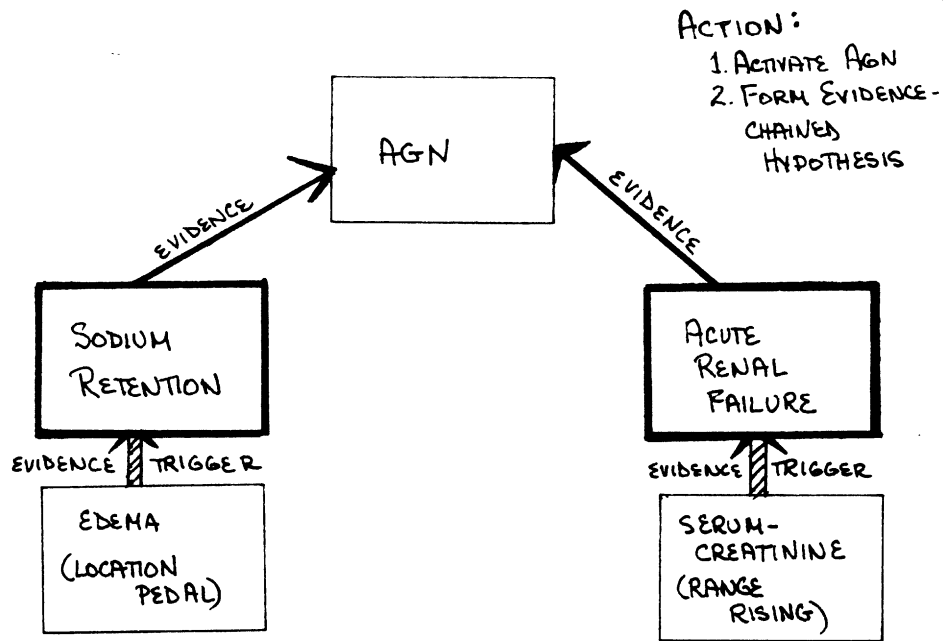 ACTION:
1. ACTIVATE AGN
2. FORM EVIDENCE-
CHAINED
HYPOTHESIS
AGN
EVIDENCE
EVIDENCE
SODIUM
RETENTION
ACUTE
RENAL
FAILURE
EVIDENCE TRIGGER
EVIDENCE TRIGGER
EDEMA
(LOCATION
PEDAL)
SERUM-
CREATININE
(RANGE
RISING)